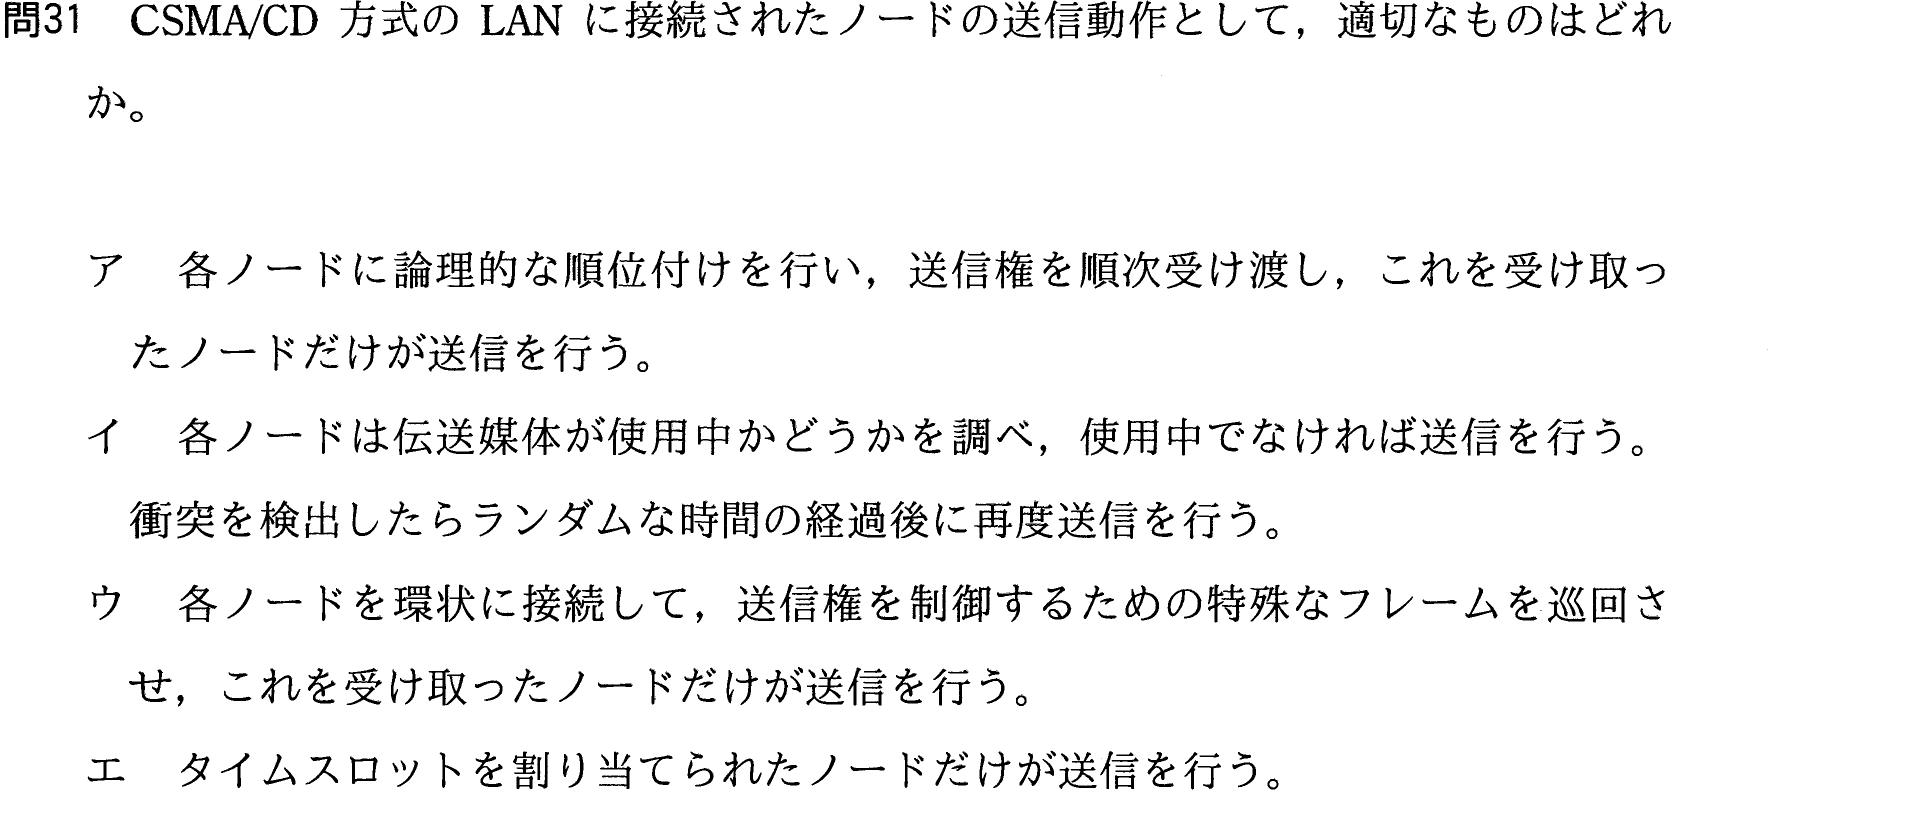 問31 CSMA/CD 方式の LAN に接続されたノードの送信動作として，適切なものはどれ
か。
ア 各ノードに論理的な順位付けを行い，送信権を順次受け渡し，これを受け取っ
たノードだけが送信を行う。
イ 各ノードは伝送媒体が使用中かどうかを調べ，使用中でなければ送信を行う。
衝突を検出したらランダムな時間の経過後に再度送信を行う。
ウ 各ノードを環状に接続して，送信権を制御するための特殊なフレームを巡回さ
せ，これを受け取ったノードだけが送信を行う。
エ タイムスロットを割り当てられたノードだけが送信を行う。